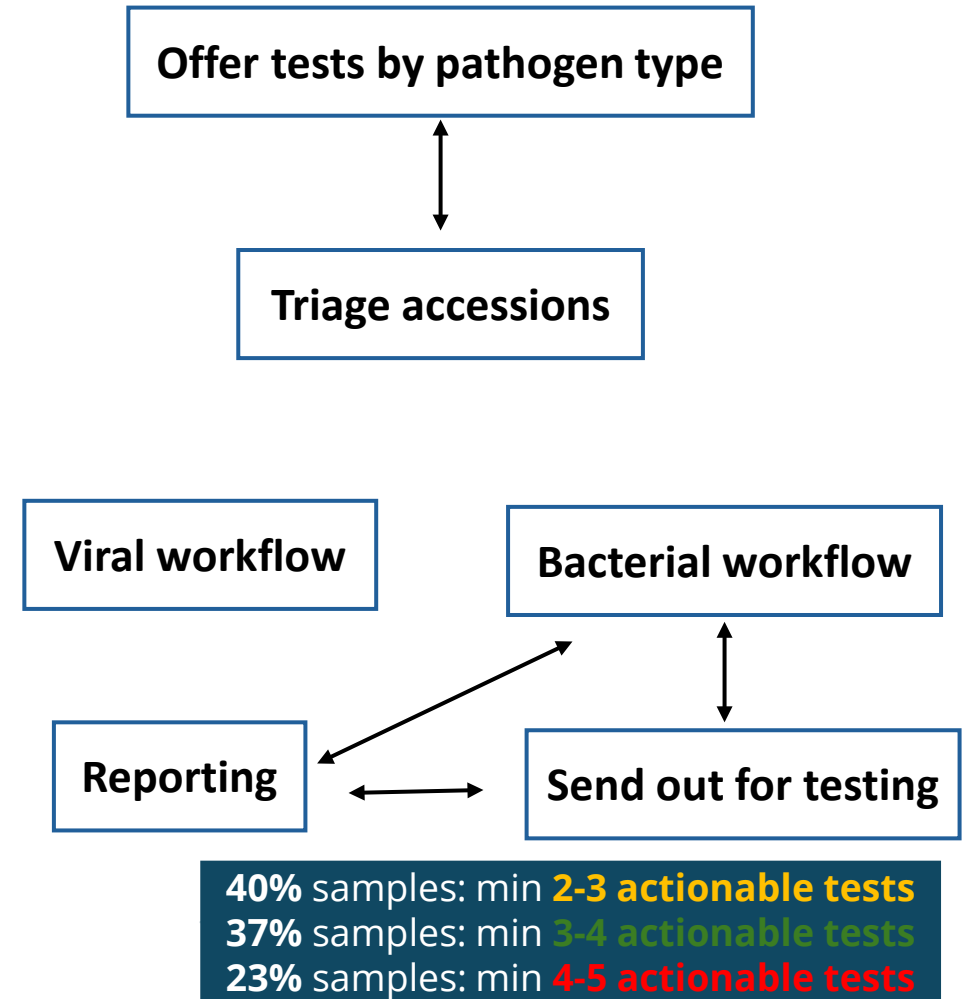 Offer tests by pathogen type
Triage accessions
Viral workflow
Bacterial workflow
Reporting
Send out for testing
40% samples: min 2-3 actionable tests
37% samples: min 3-4 actionable tests
23% samples: min 4-5 actionable tests